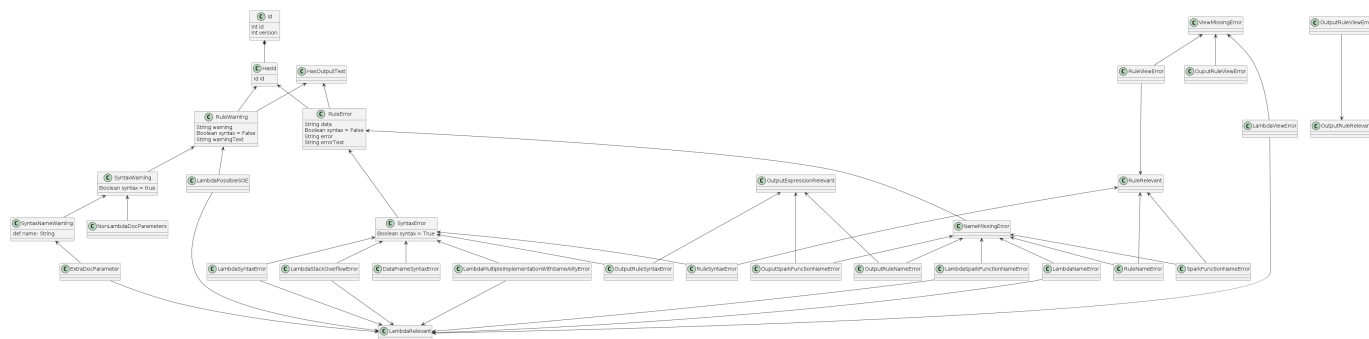 C Id
Int id
Int version
C ViewMissingError
C OutputRuleViewErr
C HasId
Id id
C HasOutputText
C RuleViewError
C OuputRuleViewError
C RuleWarning
String warning
Boolean syntax = False
String warningText
C RuleError
String data
Boolean syntax = False
String error
String errorText
C LambdaViewError
C OutputRuleRelevan
C SyntaxWarning
Boolean syntax = true
C LambdaPossibleSOE
C OutputExpressionRelevant
C RuleRelevant
C SyntaxNameWarning
def name: String
C NonLambdaDocParameters
C SyntaxError
Boolean syntax = True
C NameMissingError
C ExtraDocParameter
C LambdaSyntaxError
C LambdaStackOverflowError
C DataFrameSyntaxError
C LambdaMultipleImplementationWithSameArityError
C OutputRuleSyntaxError
C RuleSyntaxError
C OuputSparkFunctionNameError
C OutputRuleNameError
C LambdaSparkFunctionNameError
C LambdaNameError
C RuleNameError
C SparkFunctionNameError
C LambdaRelevant